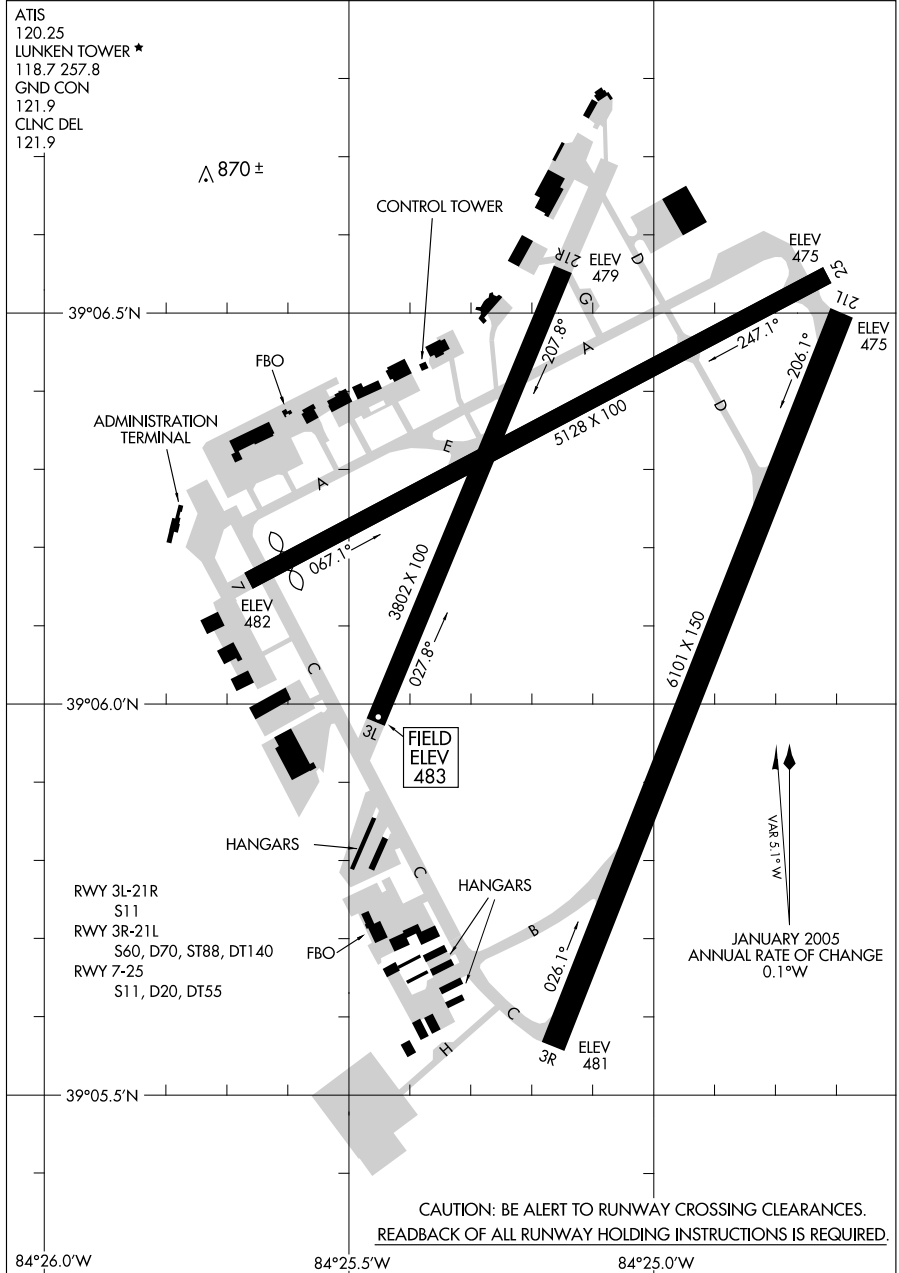 ATIS
120.25
LUNKEN TOWER ★
118.7 257.8
GND CON
121.9
CLNC DEL
121.9
870 ±
CONTROL TOWER
ELEV
475
25
21R
ELEV
479
D
G
21L
ELEV
475
39°06.5'N
207.8°
A
247.1°
206.1°
FBO
5128 X 100
D
ADMINISTRATION
TERMINAL
E
A
067.1°
7
ELEV
482
3802 X 100
027.8°
6101 X 150
C
39°06.0'N
3L
FIELD
ELEV
483
VAR 5.1° W
HANGARS
C
HANGARS
RWY 3L-21R
S11
RWY 3R-21L
S60, D70, ST88, DT140
RWY 7-25
S11, D20, DT55
FBO
B
026.1°
JANUARY 2005
ANNUAL RATE OF CHANGE
0.1°W
C
H
3R
ELEV
481
39°05.5'N
CAUTION: BE ALERT TO RUNWAY CROSSING CLEARANCES.
READBACK OF ALL RUNWAY HOLDING INSTRUCTIONS IS REQUIRED.
84°26.0'W
84°25.5'W
84°25.0'W